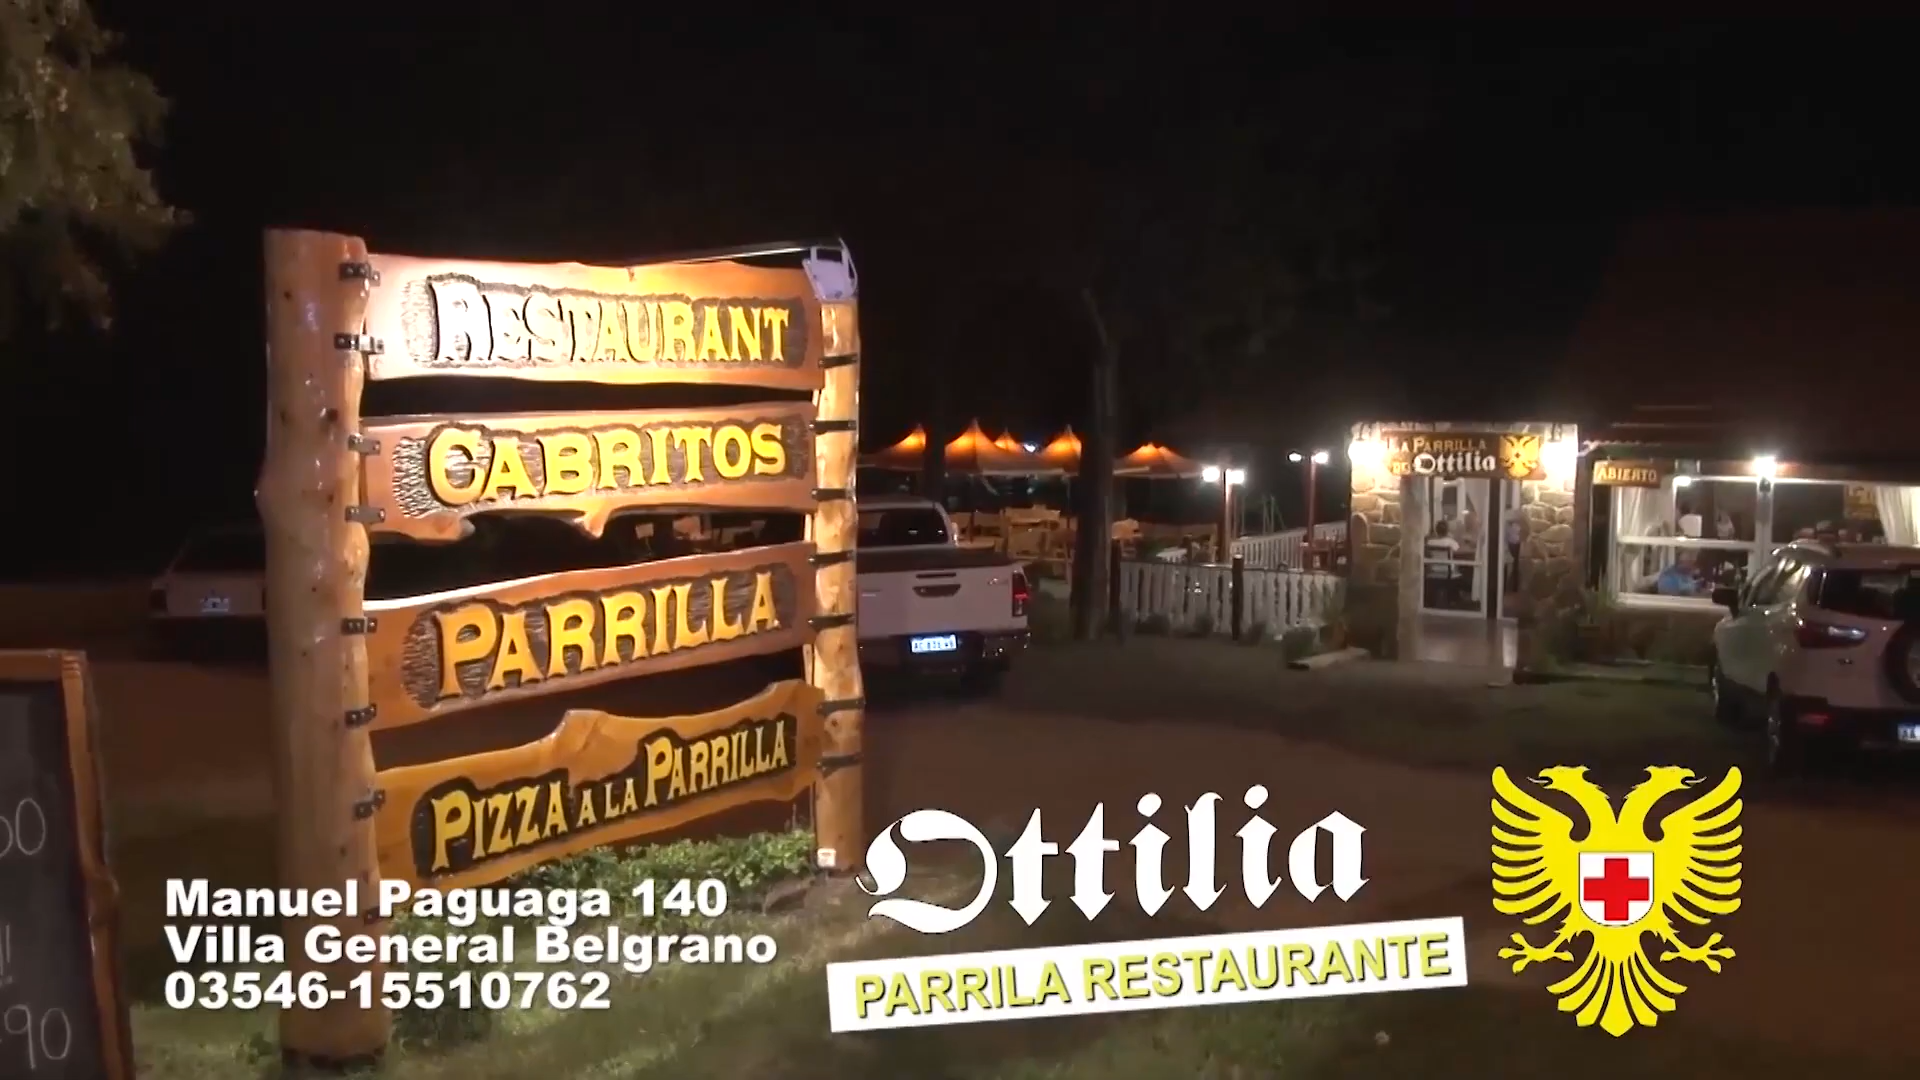 RESTAURANT
CABRITOS
PARRILLA
PIZZA A LA PARRILLA
LA PARRILLA
DE Ottilia
ABIERTO
Manuel Paguaga 140
Villa General Belgrano
03546-15510762
Ottilia
PARRILA RESTAURANTE
90